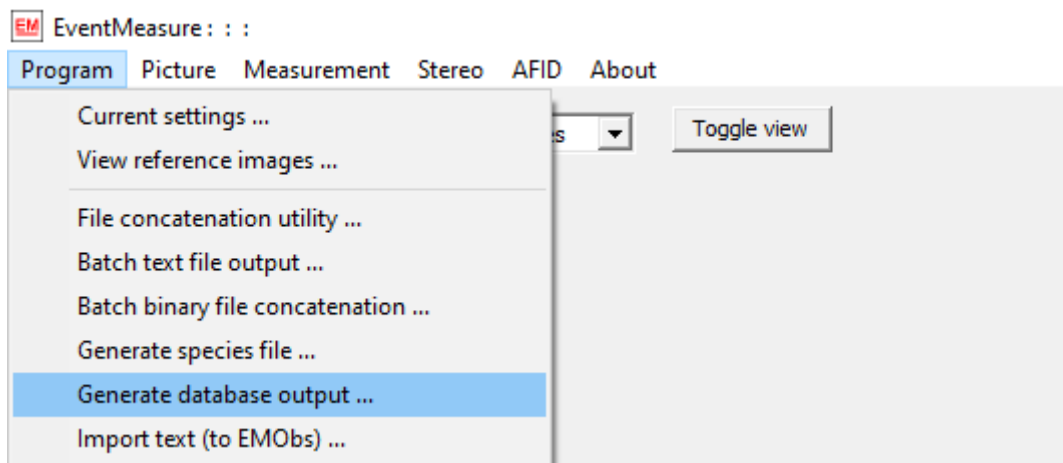 EM EventMeasure : : :
Program Picture Measurement Stereo AFID About
Current settings ...
Toggle view
View reference images ...
File concatenation utility ...
Batch text file output ...
Batch binary file concatenation ...
Generate species file ...
Generate database output ...
Import text (to EMObs) ...